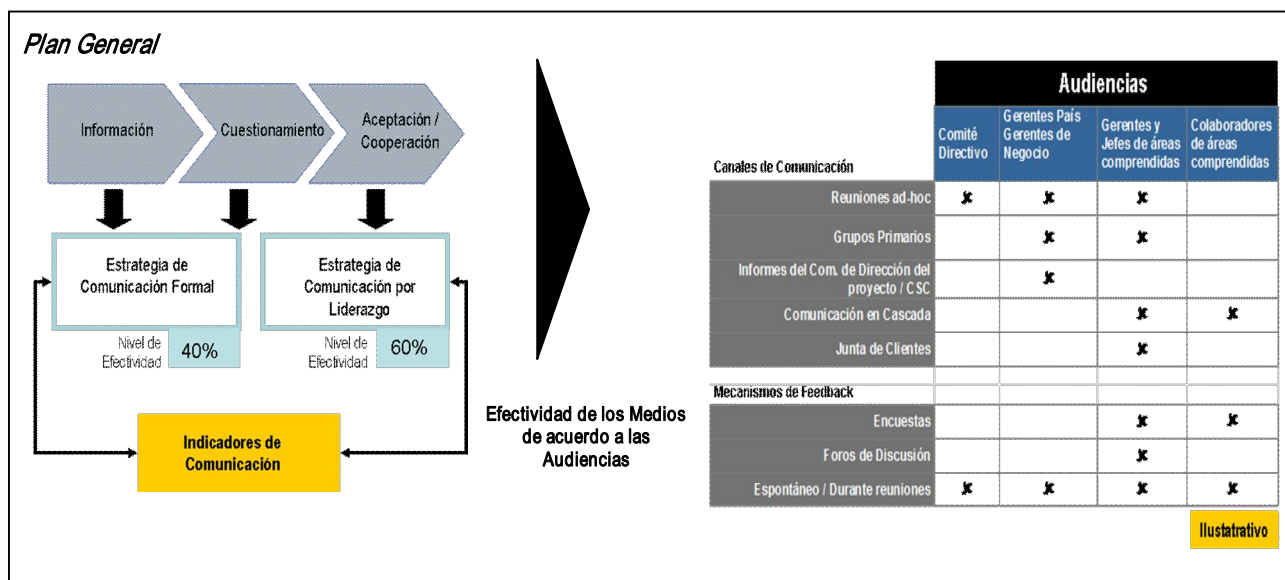 Plan General
Información
Cuestionamiento
Aceptación /
Cooperación
Estrategia de
Comunicación Formal
Nivel de
Efectividad
40%
Estrategia de
Comunicación por
Liderazgo
Nivel de
Efectividad
60%
Indicadores de
Comunicación
Efectividad de los Medios
de acuerdo a las
Audiencias
Audiencias
Comité
Directivo
Gerentes País
Gerentes de
Negocio
Gerentes y
Jefes de áreas
comprendidas
Colaboradores
de áreas
comprendidas
Canales de Comunicación
Reuniones ad-hoc x x x
Grupos Primarios x x
Informes del Com. de Dirección del
proyecto / CSC x
Comunicación en Cascada x x
Junta de Clientes x
Mecanismos de Feedback
Encuestas x x
Foros de Discusión x
Espontáneo / Durante reuniones x x x x
Ilustatrativo